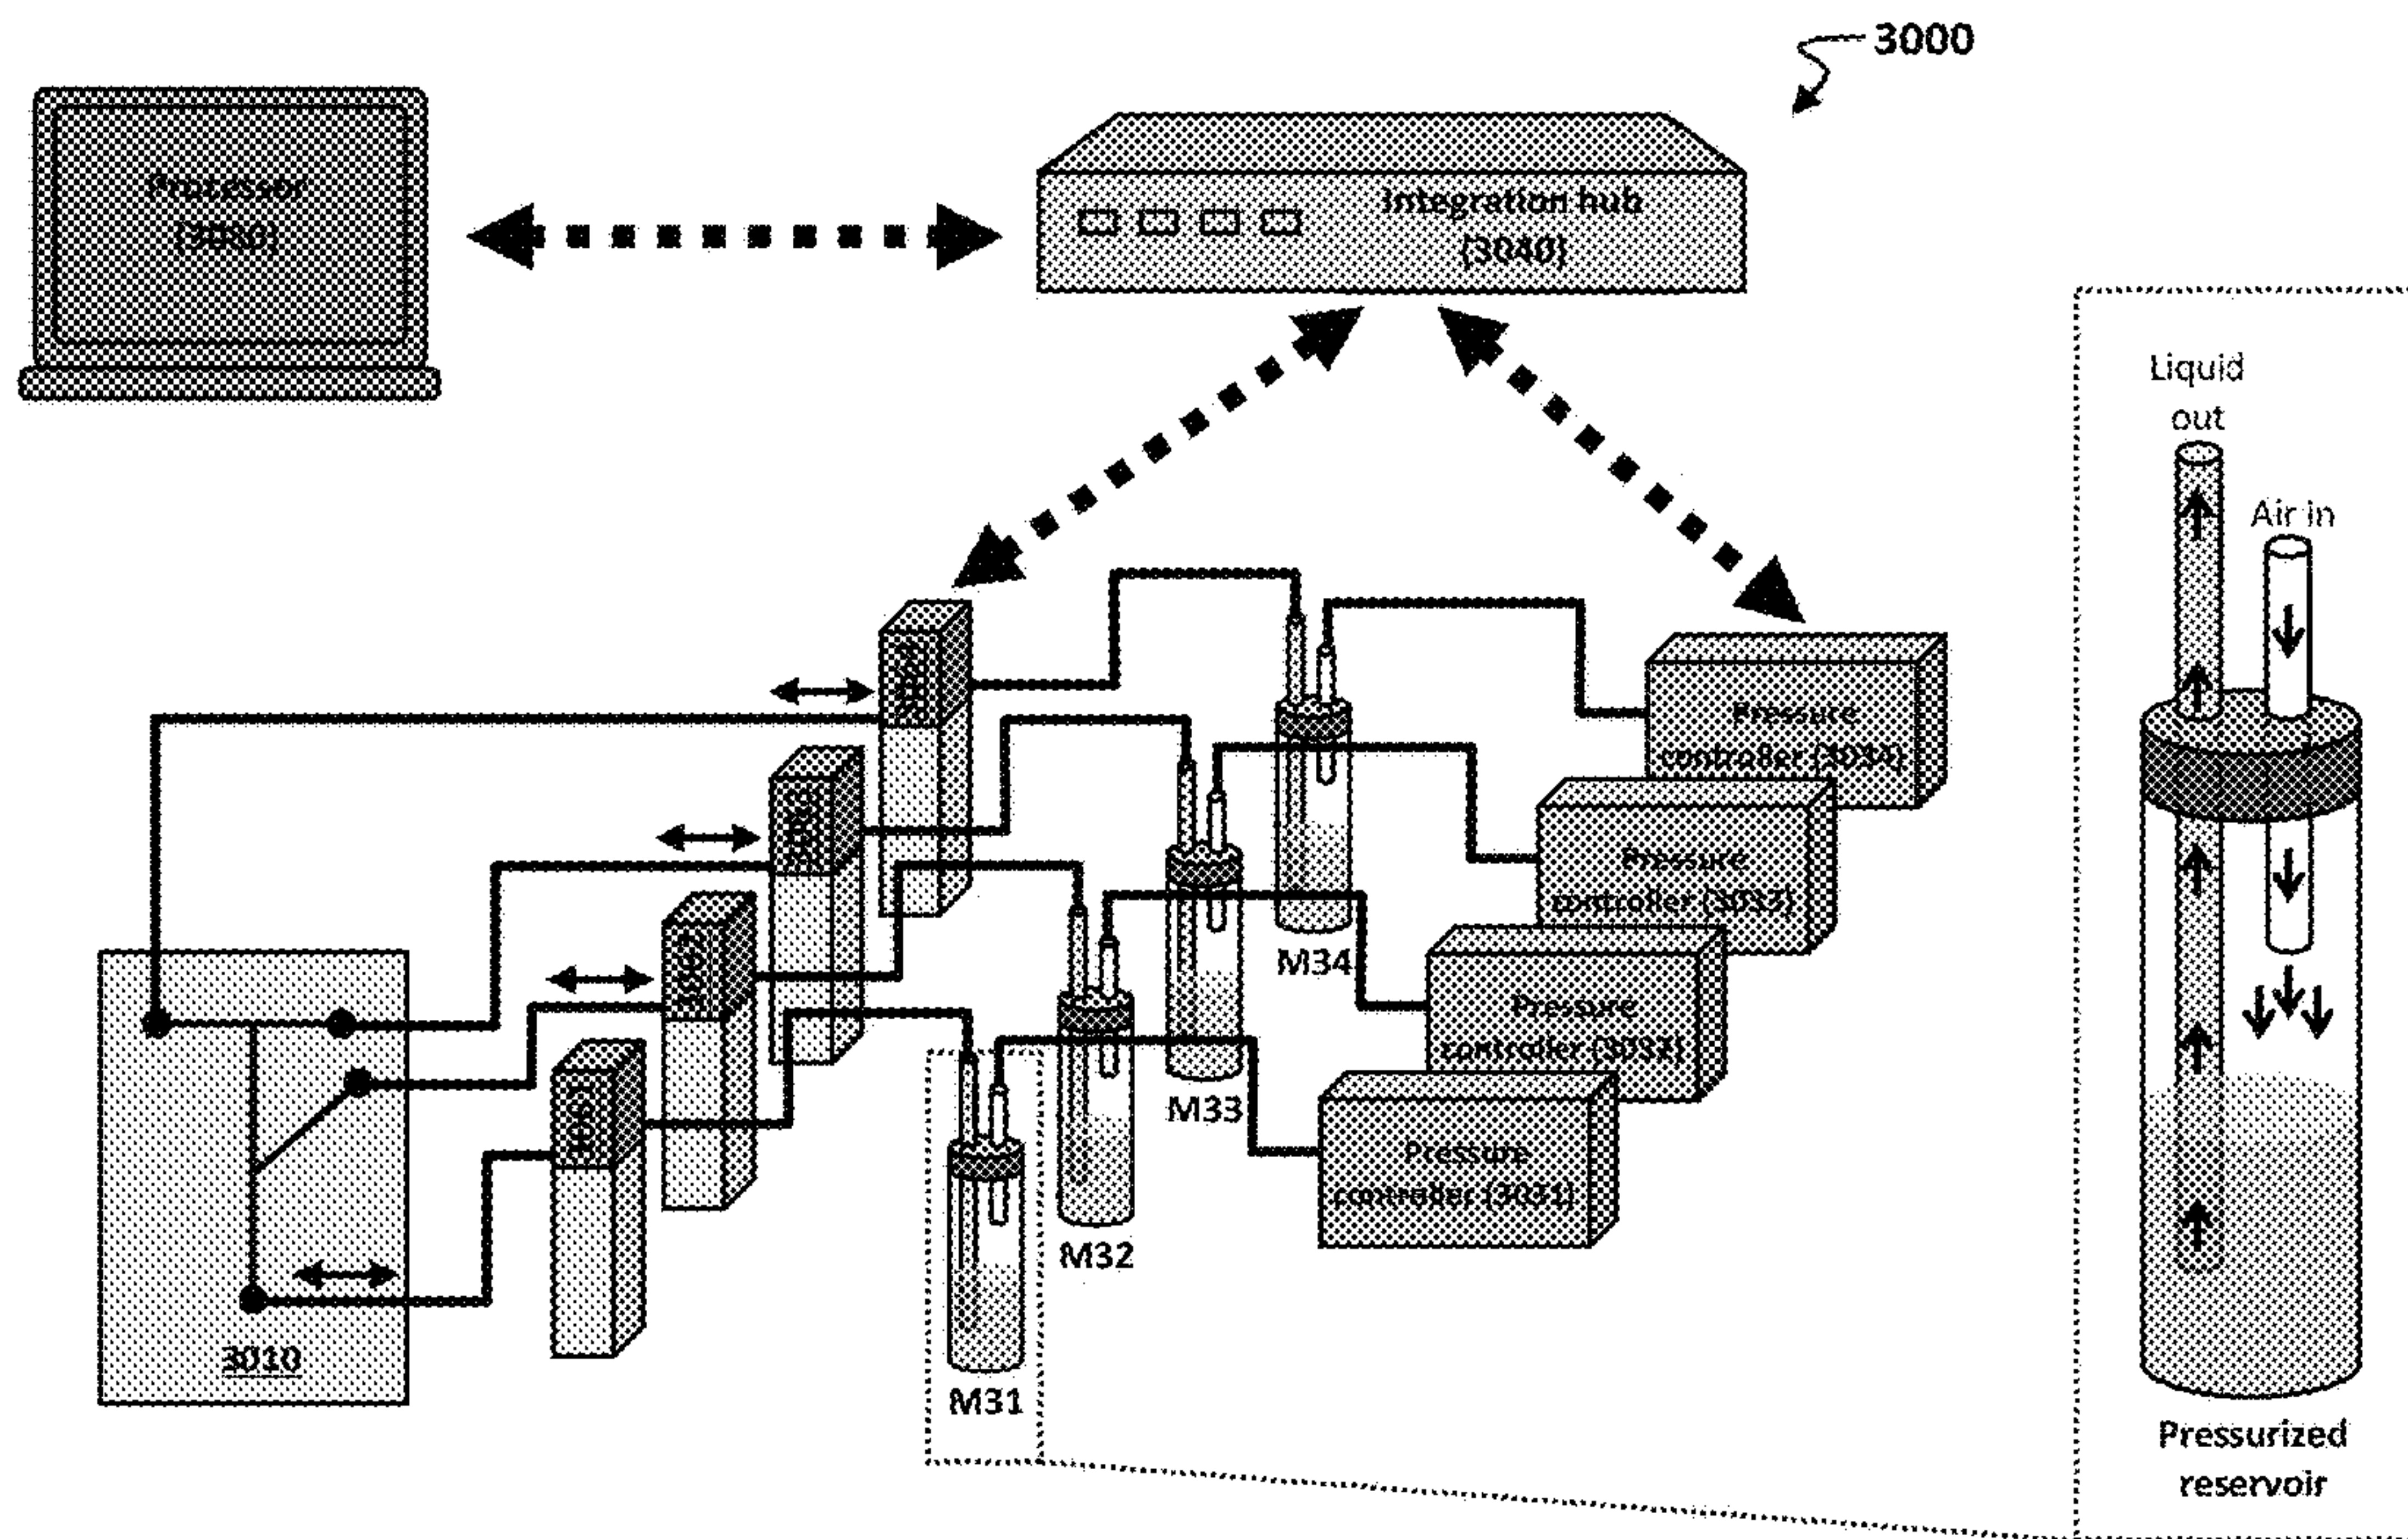 3000
Processor
(3080)
Integration hub
(3040)
Liquid
out
Air in
Pressure
controller (3034)
Pressure
controller (3033)
M34
Pressure
controller (3032)
M33
Pressure
controller (3031)
M32
3010
M31
Pressurized
reservoir